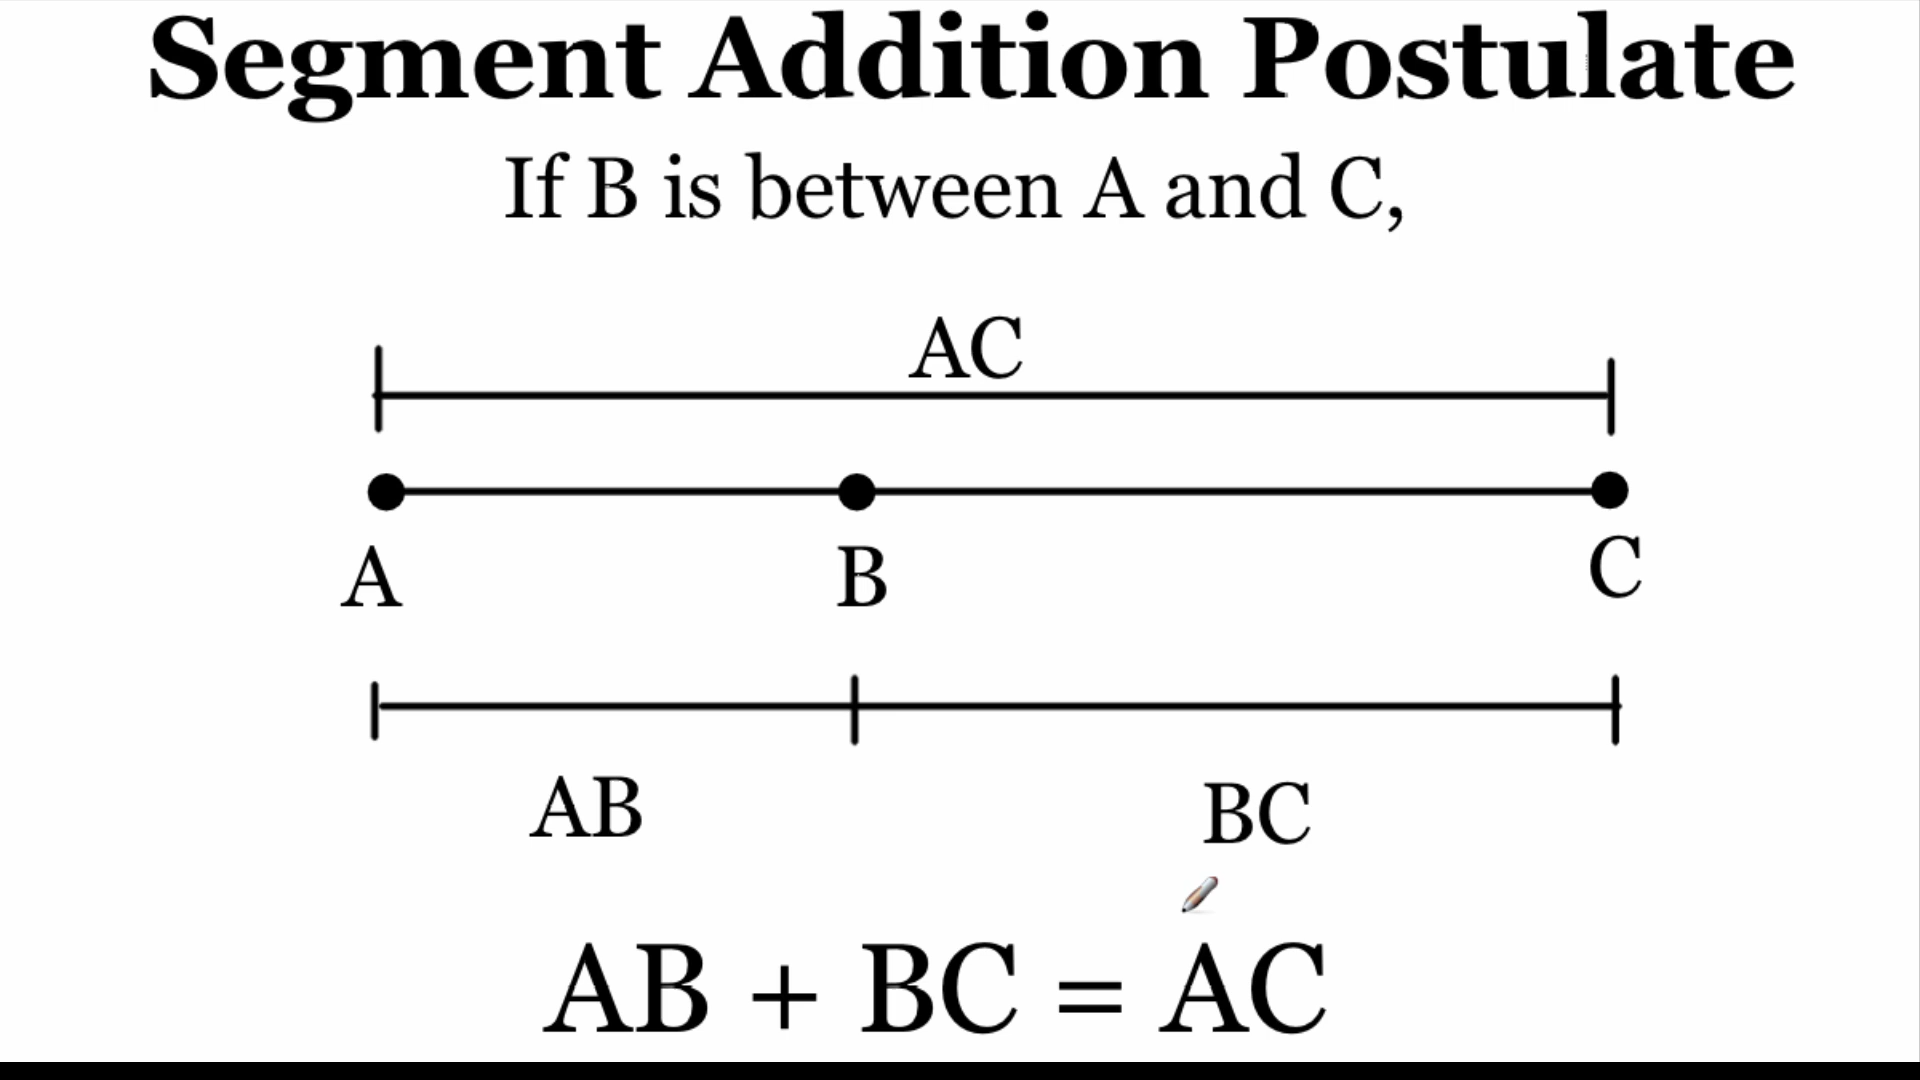 Segment Addition Postulate
If B is between A and C,
AC
A B C
AB BC
AB + BC = AC